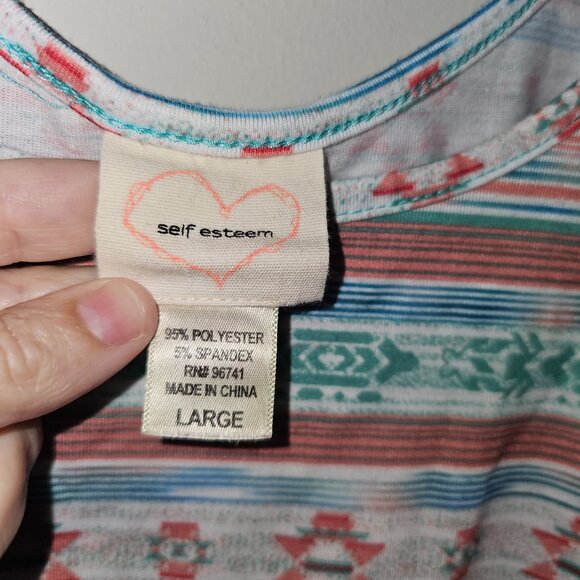 self esteem
95% POLYESTER
5% SPANDEX
RN# 96741
MADE IN CHINA
LARGE